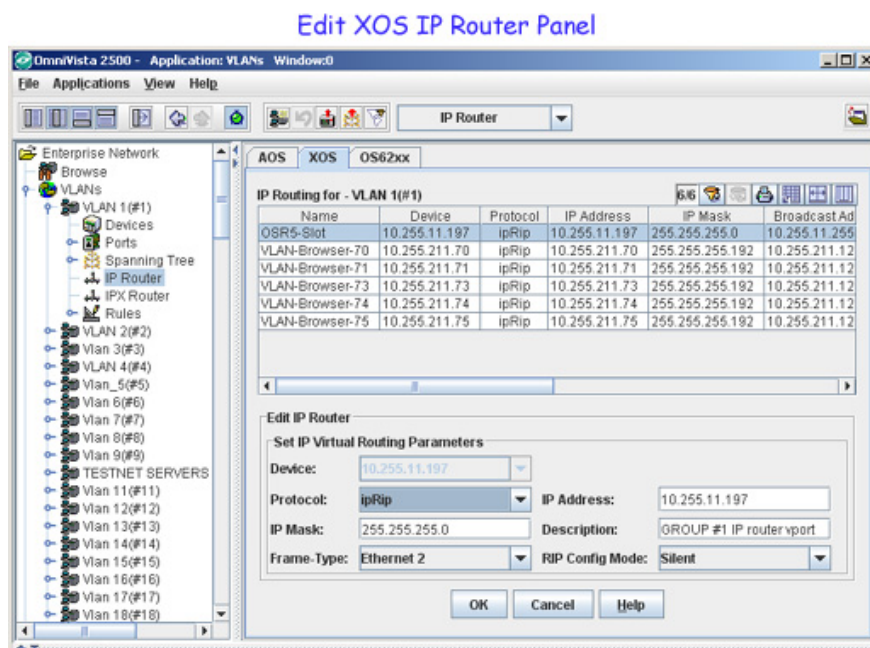 Edit XOS IP Router Panel
OmniVista 2500 - Application: VLANs Window:0
File Applications View Help
IP Router
Enterprise Network
Browse
VLANs
VLAN 1(#1)
Devices
Ports
Spanning Tree
IP Router
IPX Router
Rules
VLAN 2(#2)
Vlan 3(#3)
VLAN 4(#4)
Vlan_5(#5)
Vlan 6(#6)
Vlan 7(#7)
Vlan 8(#8)
Vlan 9(#9)
TESTNET SERVERS
Vlan 11(#11)
Vlan 12(#12)
Vlan 13(#13)
Vlan 14(#14)
Vlan 15(#15)
Vlan 16(#16)
Vlan 17(#17)
Vlan 18(#18)
AOS XOS OS62xx
IP Routing for - VLAN 1(#1) 6/6
Name Device Protocol IP Address IP Mask Broadcast Ad
OSR5-Slot 10.255.11.197 ipRip 10.255.11.197 255.255.255.0 10.255.11.255
VLAN-Browser-70 10.255.211.70 ipRip 10.255.211.70 255.255.255.192 10.255.211.12
VLAN-Browser-71 10.255.211.71 ipRip 10.255.211.71 255.255.255.192 10.255.211.12
VLAN-Browser-73 10.255.211.73 ipRip 10.255.211.73 255.255.255.192 10.255.211.12
VLAN-Browser-74 10.255.211.74 ipRip 10.255.211.74 255.255.255.192 10.255.211.12
VLAN-Browser-75 10.255.211.75 ipRip 10.255.211.75 255.255.255.192 10.255.211.12
Edit IP Router
Set IP Virtual Routing Parameters
Device: 10.255.11.197
Protocol: ipRip IP Address: 10.255.11.197
IP Mask: 255.255.255.0 Description: GROUP #1 IP router vport
Frame-Type: Ethernet 2 RIP Config Mode: Silent
OK Cancel Help